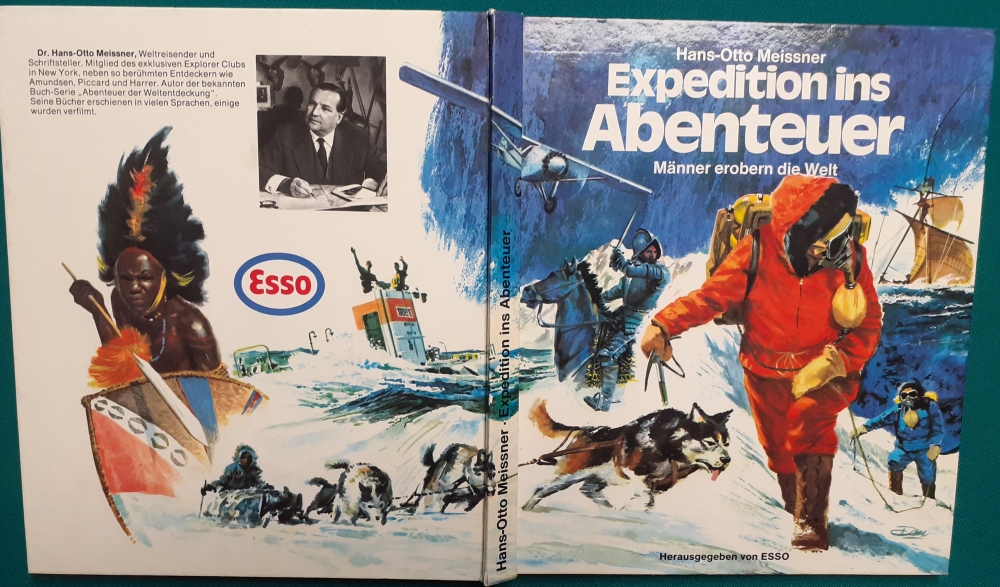 Dr. Hans-Otto Meissner, Weltreisender und
Schriftsteller. Mitglied des exklusiven Explorer Clubs
in New York, neben so berühmten Entdeckern wie
Amundsen, Piccard und Harrer. Autor der bekannten
Buch-Serie „Abenteuer der Weltentdeckung".
Seine Bücher erschienen in vielen Sprachen, einige
wurden verfilmt.
Esso
Hans-Otto Meissner · Expedition ins Abenteuer
Hans-Otto Meissner
Expedition ins
Abenteuer
Männer erobern die Welt
Herausgegeben von ESSO